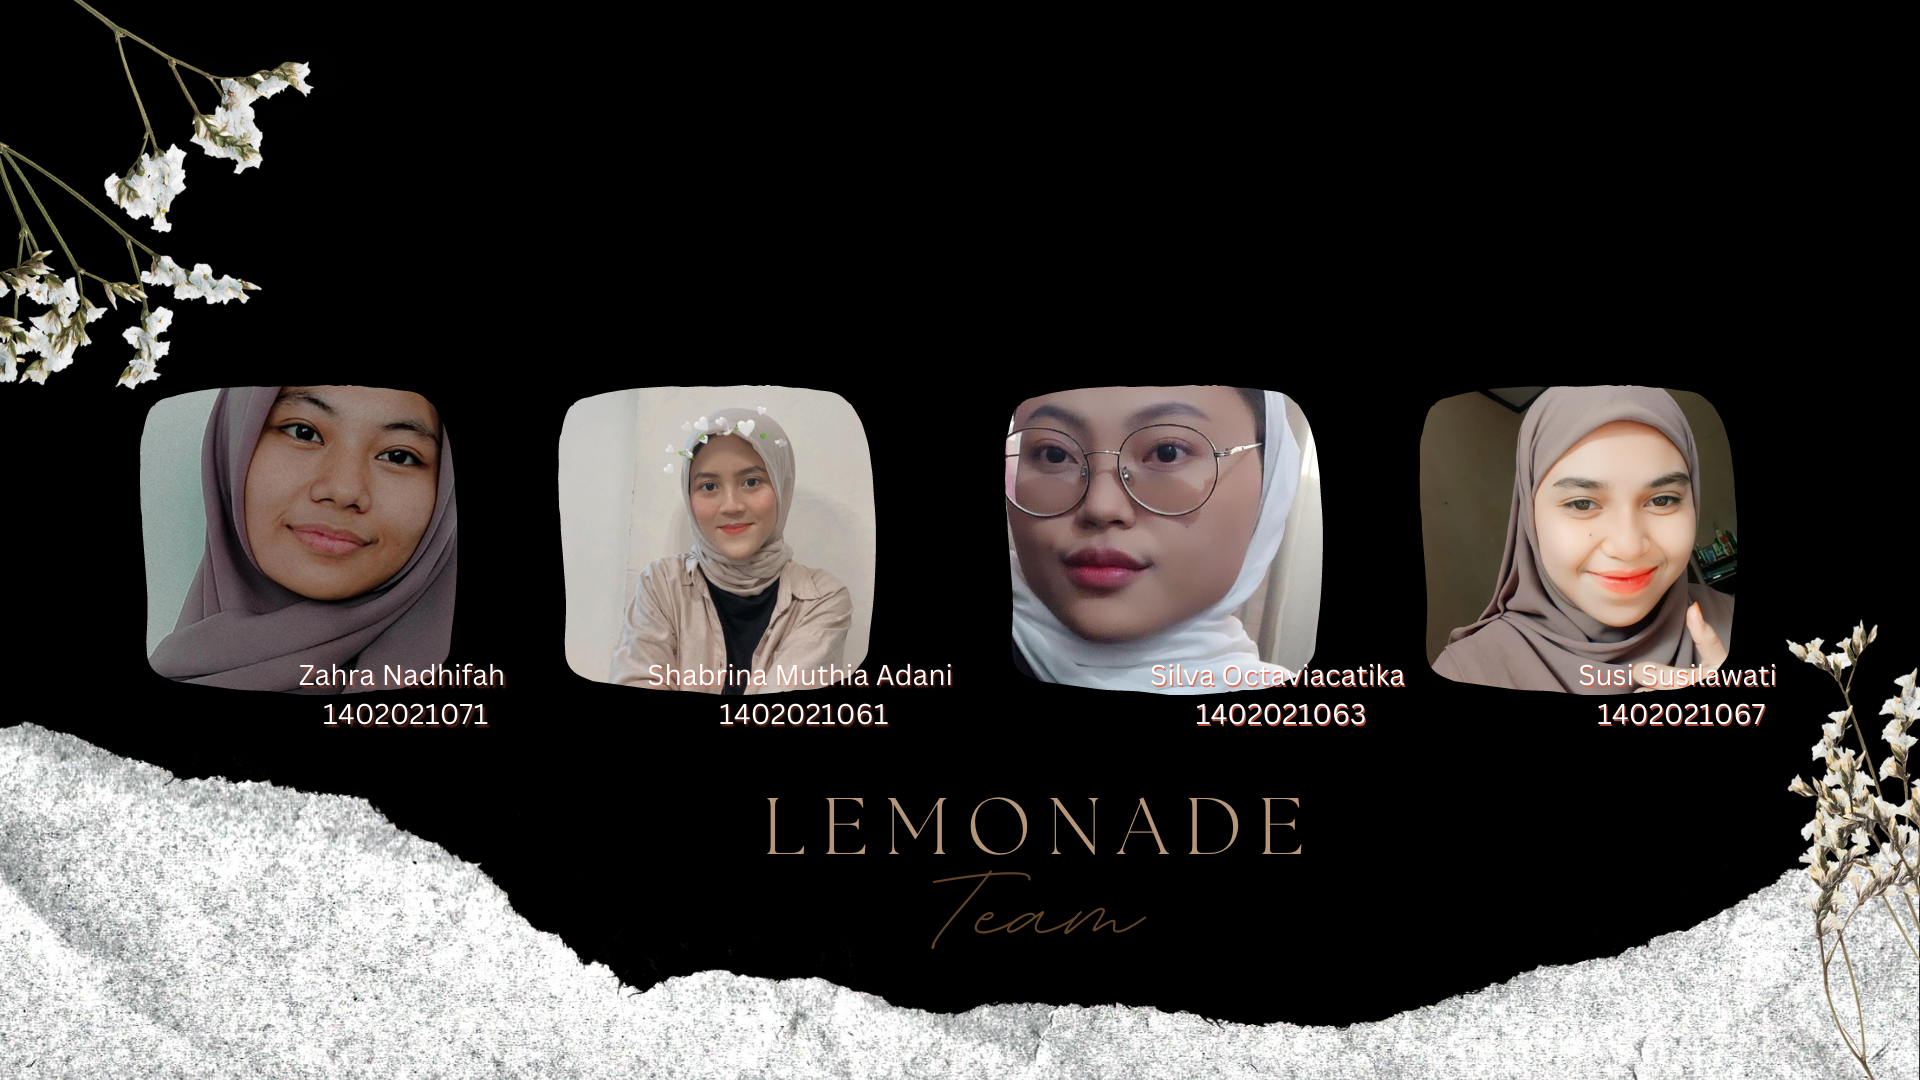 Zahra Nadhifah
1402021071
Shabrina Muthia Adani
1402021061
Silva Octaviacatika
1402021063
Susi Susilawati
1402021067
LEMONADE
Team